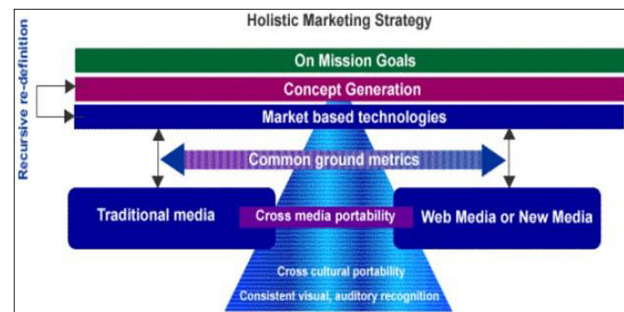 Holistic Marketing Strategy
Recursive re-definition
On Mission Goals
Concept Generation
Market based technologies
Common ground metrics
Traditional media
Cross media portability
Web Media or New Media
Cross cultural portability
Consistent visual, auditory recognition